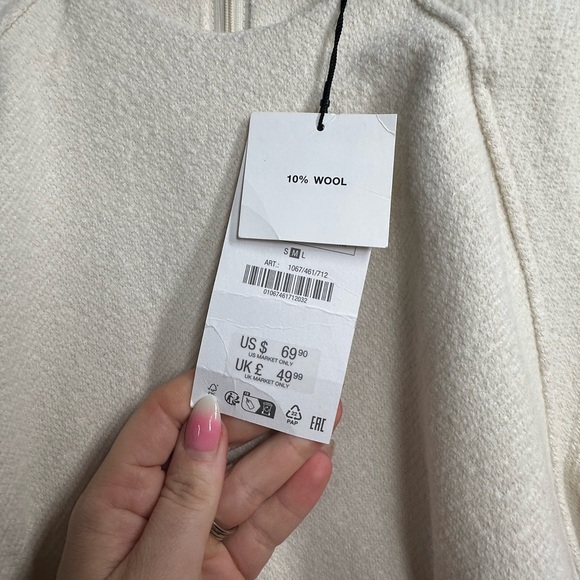 10% WOOL
S M L
ART.: 1067/461/712
01067461712032
US $ 69 90
US MARKET ONLY
UK £ 49 99
UK MARKET ONLY
22
PAP
EAC